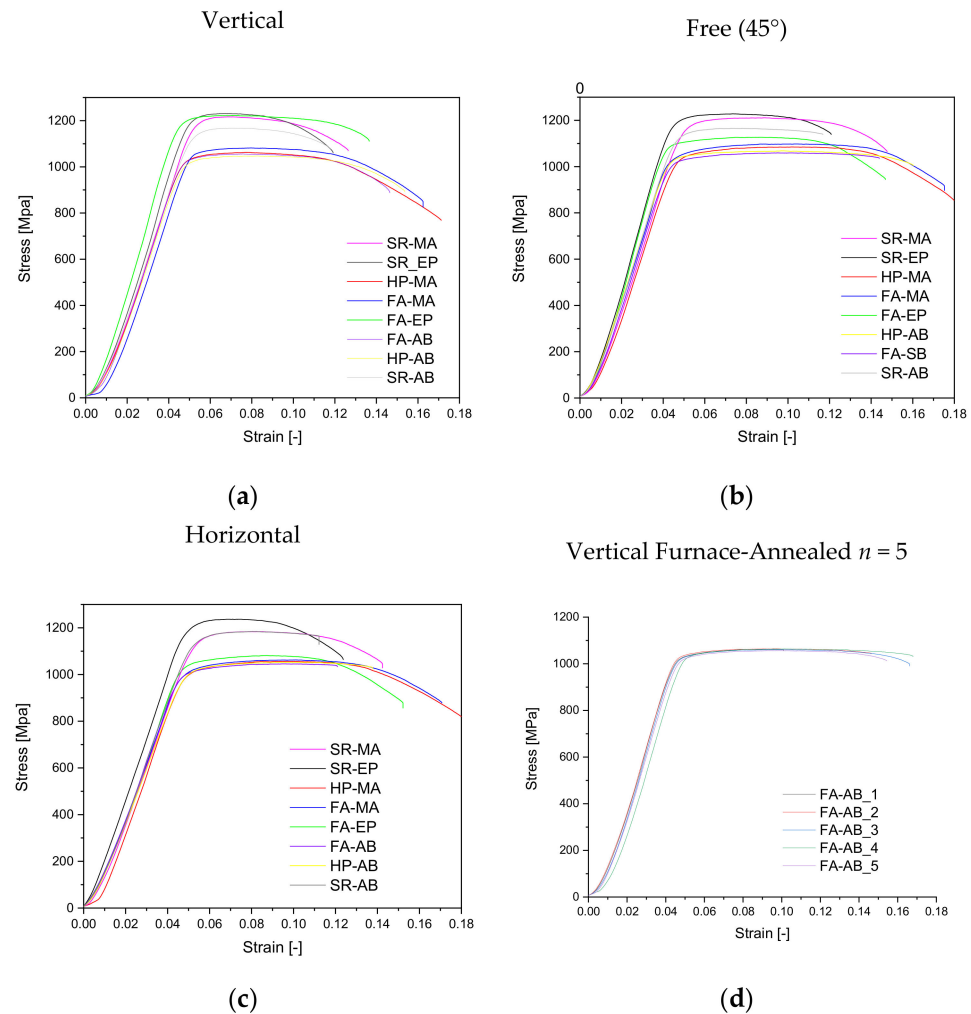 Vertical
Free (45°)
0
1200
1000
800
600
400
200
0
Stress [Mpa]
SR-MA
SR_EP
HP-MA
FA-MA
FA-EP
FA-AB
HP-AB
SR-AB
0.00 0.02 0.04 0.06 0.08 0.10 0.12 0.14 0.16 0.18
Strain [-]
1200
1000
800
600
400
200
0
Stress [Mpa]
SR-MA
SR-EP
HP-MA
FA-MA
FA-EP
HP-AB
FA-SB
SR-AB
0.00 0.02 0.04 0.06 0.08 0.10 0.12 0.14 0.16 0.18
Strain [-]
(a)
(b)
Horizontal
Vertical Furnace-Annealed n = 5
1200
1000
800
600
400
200
0
Stress [Mpa]
SR-MA
SR-EP
HP-MA
FA-MA
FA-EP
FA-AB
HP-AB
SR-AB
0.00 0.02 0.04 0.06 0.08 0.10 0.12 0.14 0.16 0.18
Strain [-]
1200
1000
800
600
400
200
0
Stress [MPa]
FA-AB_1
FA-AB_2
FA-AB_3
FA-AB_4
FA-AB_5
0.00 0.02 0.04 0.06 0.08 0.10 0.12 0.14 0.16 0.18
Strain [-]
(c)
(d)